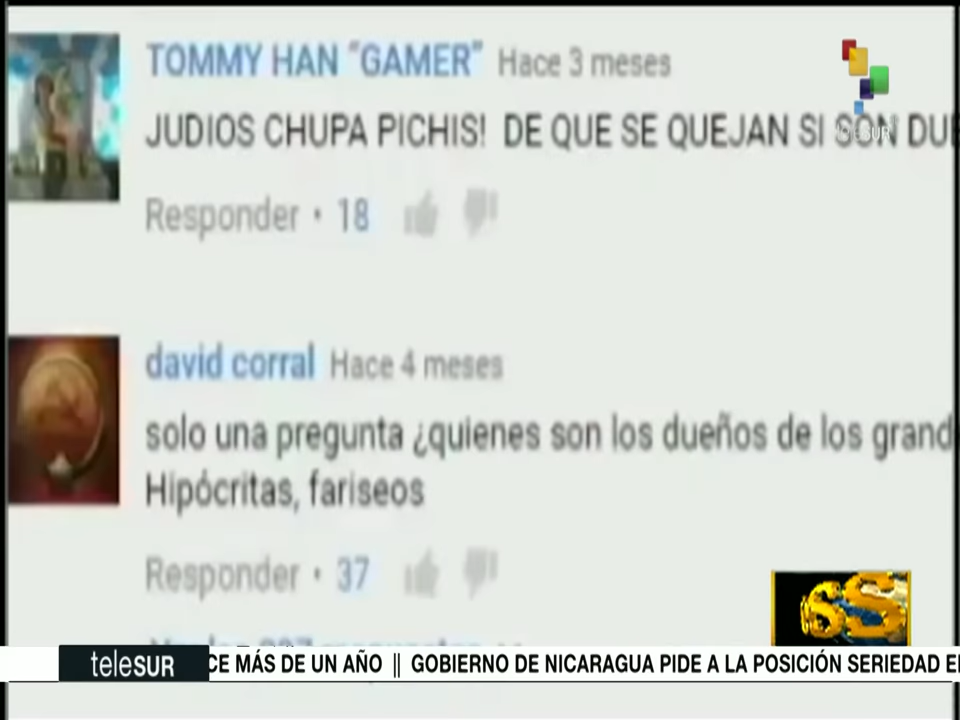 TOMMY HAN "GAMER" Hace 3 meses
teleSUR
JUDIOS CHUPA PICHIS! DE QUE SE QUEJAN SI SON
Responder · 18
david corral Hace 4 meses
solo una pregunta ¿quienes son los dueños de los
Hipócritas, fariseos
Responder · 37
SS
teleSUR CE MÁS DE UN AÑO || GOBIERNO DE NICARAGUA PIDE A LA POSICIÓN SERIEDAD